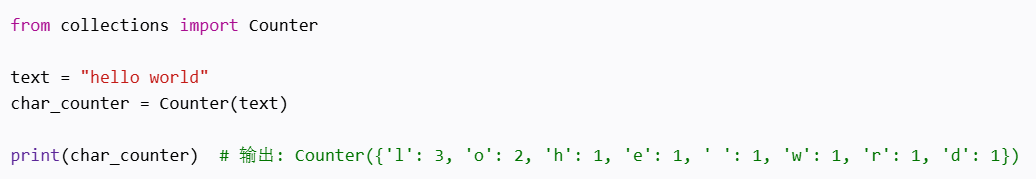 from collections import Counter
text = "hello world"
char_counter = Counter(text)
print(char_counter)  # 输出: Counter({'l': 3, 'o': 2, 'h': 1, 'e': 1, ' ': 1, 'w': 1, 'r': 1, 'd': 1})